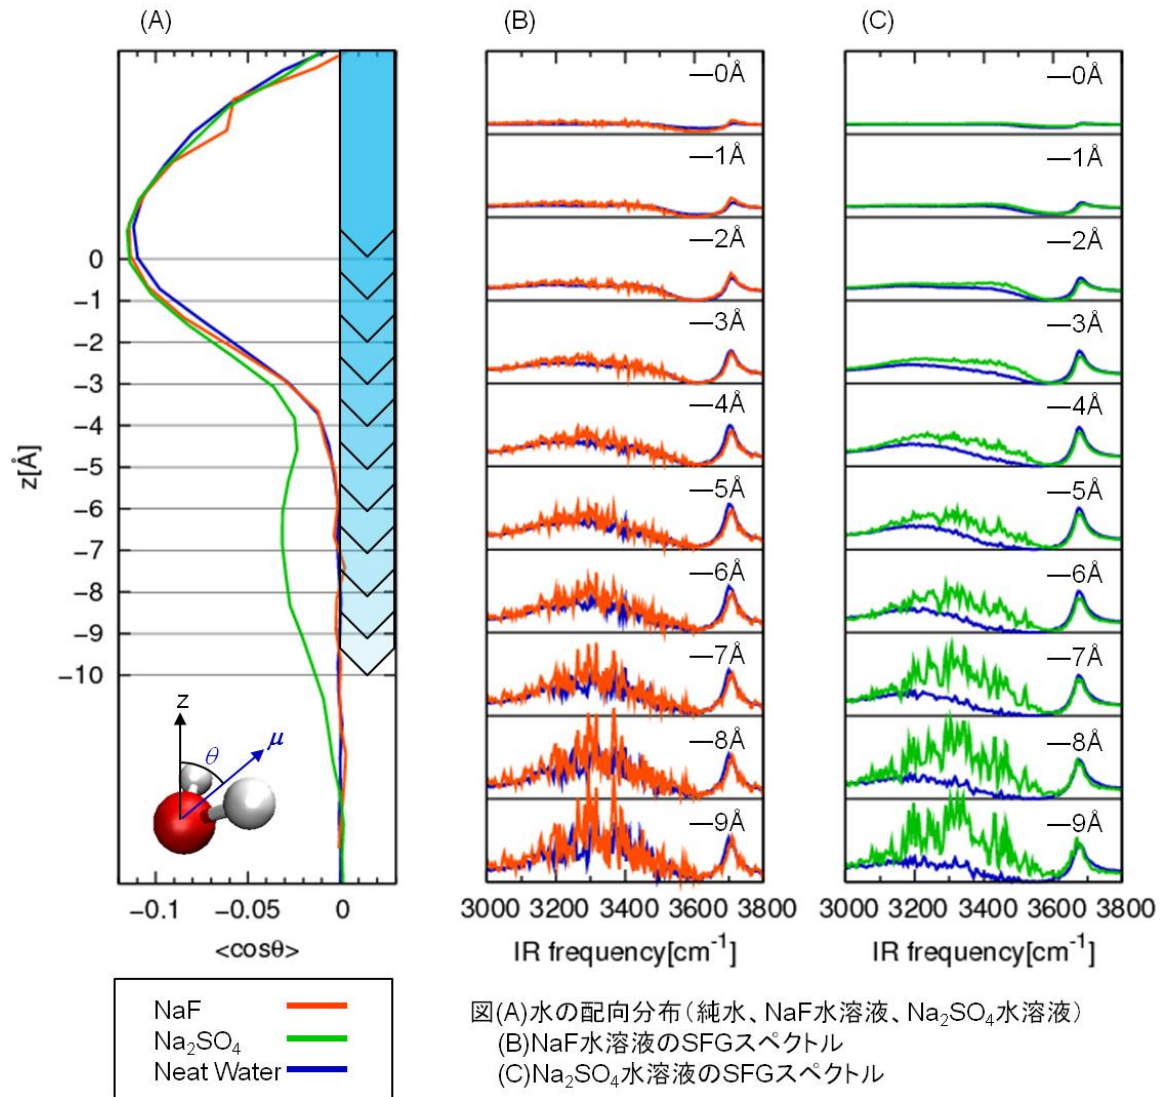 (A)
(B)
(C)
z[Å]
0
−1
−2
−3
−4
−5
−6
−7
−8
−9
−10
z
θ
μ
−0.1
−0.05
0
<cosθ>
—0Å
—1Å
—2Å
—3Å
—4Å
—5Å
—6Å
—7Å
—8Å
—9Å
3000 3200 3400 3600 3800
IR frequency[cm⁻¹]
—0Å
—1Å
—2Å
—3Å
—4Å
—5Å
—6Å
—7Å
—8Å
—9Å
3000 3200 3400 3600 3800
IR frequency[cm⁻¹]
NaF
Na₂SO₄
Neat Water
図(A)水の配向分布(純水、NaF水溶液、Na₂SO₄水溶液)
(B)NaF水溶液のSFGスペクトル
(C)Na₂SO₄水溶液のSFGスペクトル